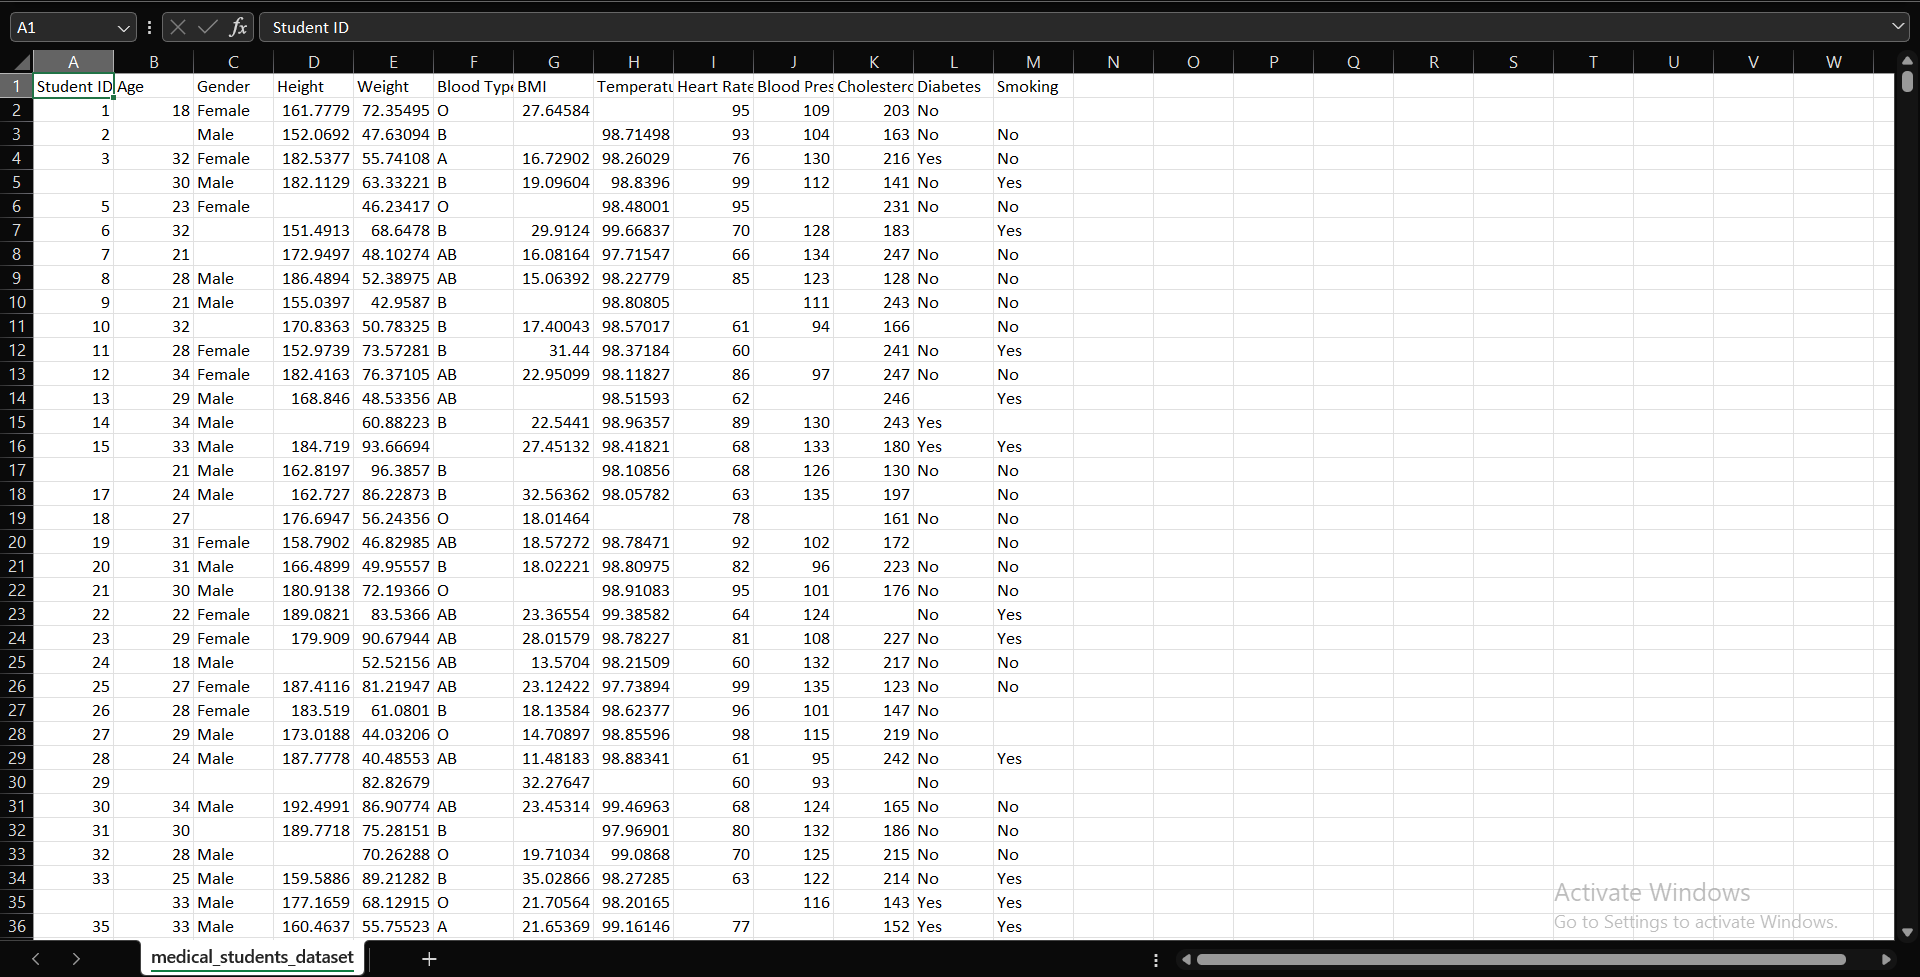 A1 fx Student ID
A B C D E F G H I J K L M N O P Q R S T U V W
1 Student ID Age Gender Height Weight Blood Type BMI Temperatu Heart Rate Blood Pres Cholesterc Diabetes Smoking
2 1 18 Female 161.7779 72.35495 O 27.64584 95 109 203 No
3 2 Male 152.0692 47.63094 B 98.71498 93 104 163 No No
4 3 32 Female 182.5377 55.74108 A 16.72902 98.26029 76 130 216 Yes No
5 30 Male 182.1129 63.33221 B 19.09604 98.8396 99 112 141 No Yes
6 5 23 Female 46.23417 O 98.48001 95 231 No No
7 6 32 151.4913 68.6478 B 29.9124 99.66837 70 128 183 Yes
8 7 21 172.9497 48.10274 AB 16.08164 97.71547 66 134 247 No No
9 8 28 Male 186.4894 52.38975 AB 15.06392 98.22779 85 123 128 No No
10 9 21 Male 155.0397 42.9587 B 98.80805 111 243 No No
11 10 32 170.8363 50.78325 B 17.40043 98.57017 61 94 166 No
12 11 28 Female 152.9739 73.57281 B 31.44 98.37184 60 241 No Yes
13 12 34 Female 182.4163 76.37105 AB 22.95099 98.11827 86 97 247 No No
14 13 29 Male 168.846 48.53356 AB 98.51593 62 246 Yes
15 14 34 Male 60.88223 B 22.5441 98.96357 89 130 243 Yes
16 15 33 Male 184.719 93.66694 27.45132 98.41821 68 133 180 Yes Yes
17 21 Male 162.8197 96.3857 B 98.10856 68 126 130 No No
18 17 24 Male 162.727 86.22873 B 32.56362 98.05782 63 135 197 No
19 18 27 176.6947 56.24356 O 18.01464 78 161 No No
20 19 31 Female 158.7902 46.82985 AB 18.57272 98.78471 92 102 172 No
21 20 31 Male 166.4899 49.95557 B 18.02221 98.80975 82 96 223 No No
22 21 30 Male 180.9138 72.19366 O 98.91083 95 101 176 No No
23 22 22 Female 189.0821 83.5366 AB 23.36554 99.38582 64 124 No Yes
24 23 29 Female 179.909 90.67944 AB 28.01579 98.78227 81 108 227 No Yes
25 24 18 Male 52.52156 AB 13.5704 98.21509 60 132 217 No No
26 25 27 Female 187.4116 81.21947 AB 23.12422 97.73894 99 135 123 No No
27 26 28 Female 183.519 61.0801 B 18.13584 98.62377 96 101 147 No
28 27 29 Male 173.0188 44.03206 O 14.70897 98.85596 98 115 219 No
29 28 24 Male 187.7778 40.48553 AB 11.48183 98.88341 61 95 242 No Yes
30 29 82.82679 32.27647 60 93 No
31 30 34 Male 192.4991 86.90774 AB 23.45314 99.46963 68 124 165 No No
32 31 30 189.7718 75.28151 B 97.96901 80 132 186 No No
33 32 28 Male 70.26288 O 19.71034 99.0868 70 125 215 No No
34 33 25 Male 159.5886 89.21282 B 35.02866 98.27285 63 122 214 No Yes
35 33 Male 177.1659 68.12915 O 21.70564 98.20165 116 143 Yes Yes
36 35 33 Male 160.4637 55.75523 A 21.65369 99.16146 77 152 Yes Yes
Activate Windows
Go to Settings to activate Windows.
medical_students_dataset